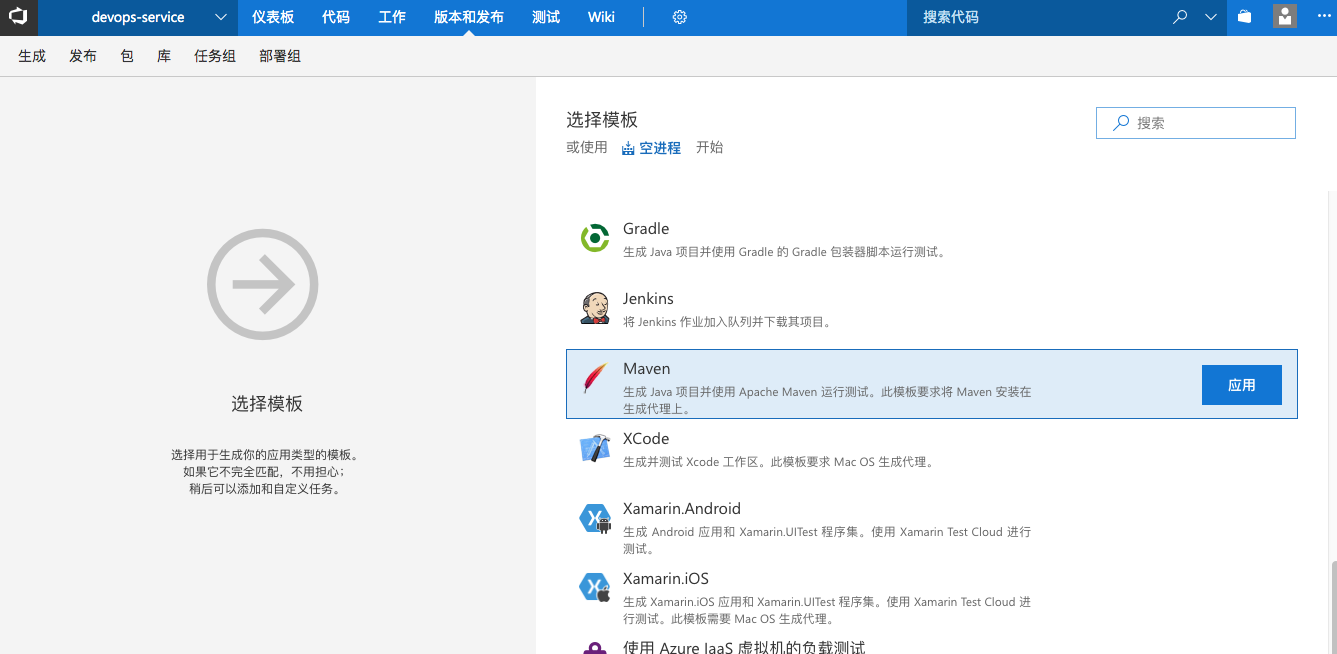 devops-service 仪表板 代码 工作 版本和发布 测试 Wiki 搜索代码
生成 发布 包 库 任务组 部署组
选择模板
选择用于生成你的应用类型的模板。
如果它不完全匹配，不用担心；
稍后可以添加和自定义任务。
选择模板
或使用 空进程 开始
搜索
Gradle
生成 Java 项目并使用 Gradle 的 Gradle 包装器脚本运行测试。
Jenkins
将 Jenkins 作业加入队列并下载其项目。
Maven
生成 Java 项目并使用 Apache Maven 运行测试。此模板要求将 Maven 安装在
生成代理上。
应用
XCode
生成并测试 Xcode 工作区。此模板要求 Mac OS 生成代理。
Xamarin.Android
生成 Android 应用和 Xamarin.UITest 程序集。使用 Xamarin Test Cloud 进行
测试。
Xamarin.iOS
生成 Xamarin.iOS 应用和 Xamarin.UITest 程序集。使用 Xamarin Test Cloud 进
行测试。此模板需要 Mac OS 生成代理。
使用 Azure IaaS 虚拟机的负载测试